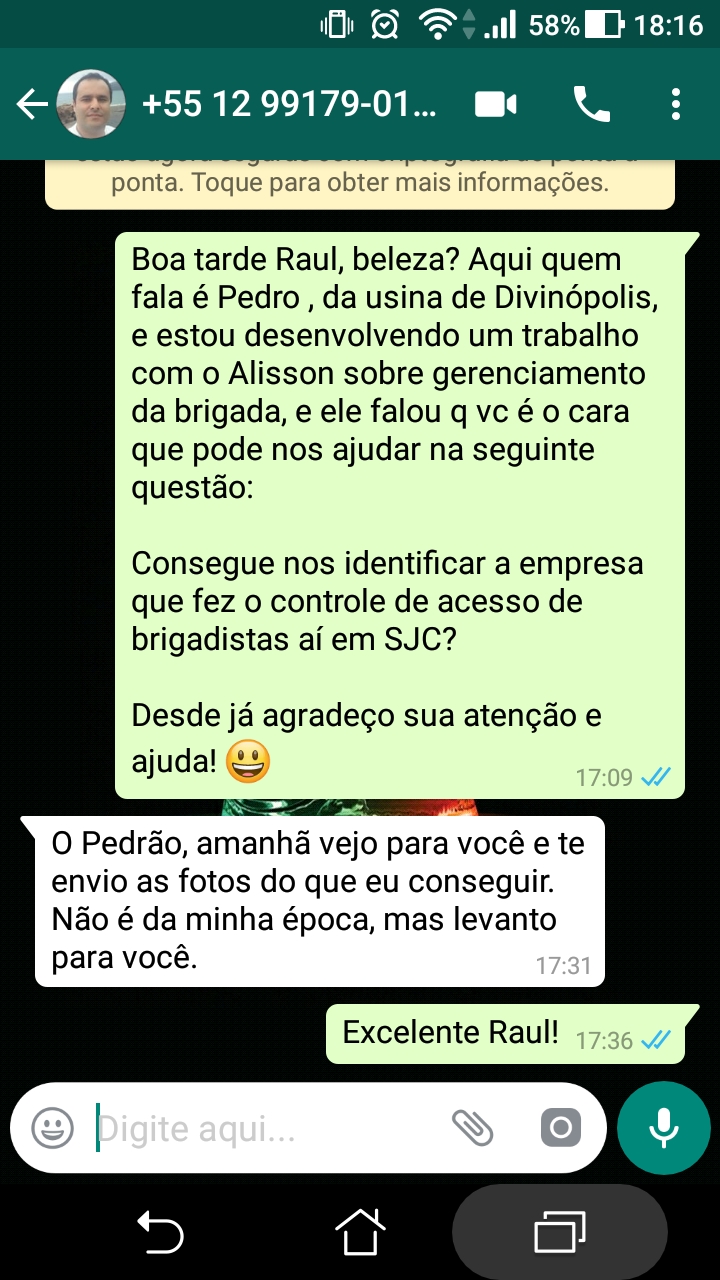 58% 18:16
+55 12 99179-01...
ponta. Toque para obter mais informações.
Boa tarde Raul, beleza? Aqui quem
fala é Pedro , da usina de Divinópolis,
e estou desenvolvendo um trabalho
com o Alisson sobre gerenciamento
da brigada, e ele falou q vc é o cara
que pode nos ajudar na seguinte
questão:
Consegue nos identificar a empresa
que fez o controle de acesso de
brigadistas aí em SJC?
Desde já agradeço sua atenção e
ajuda! 😃
17:09
O Pedrão, amanhã vejo para você e te
envio as fotos do que eu conseguir.
Não é da minha época, mas levanto
para você.
17:31
Excelente Raul! 17:36
Digite aqui...